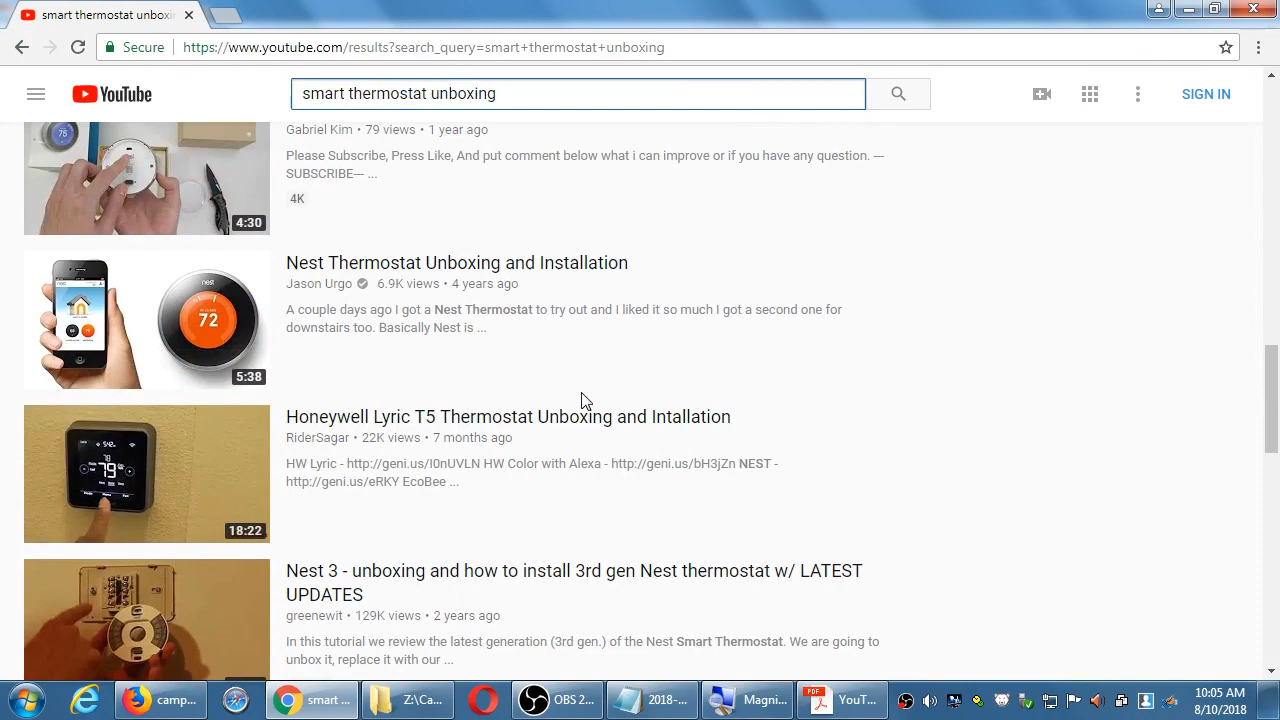 smart thermostat unboxin
Secure
https://www.youtube.com/results?search_query=smart+thermostat+unboxing
YouTube
smart thermostat unboxing
SIGN IN
75
Gabriel Kim • 79 views • 1 year ago
Please Subscribe, Press Like, And put comment below what i can improve or if you have any question. —
SUBSCRIBE— ...
4K
4:30
nest
72
5:38
Nest Thermostat Unboxing and Installation
Jason Urgo 6.9K views • 4 years ago
A couple days ago I got a Nest Thermostat to try out and I liked it so much I got a second one for
downstairs too. Basically Nest is ...
79
18:22
Honeywell Lyric T5 Thermostat Unboxing and Intallation
RiderSagar • 22K views • 7 months ago
HW Lyric - http://geni.us/I0nUVLN HW Color with Alexa - http://geni.us/bH3jZn NEST -
http://geni.us/eRKY EcoBee ...
Nest 3 - unboxing and how to install 3rd gen Nest thermostat w/ LATEST
UPDATES
greenewit • 129K views • 2 years ago
In this tutorial we review the latest generation (3rd gen.) of the Nest Smart Thermostat. We are going to
unbox it, replace it with our ...
camp...
smart ...
Z:\Ca...
OBS 2...
2018-...
Magni...
PDF
YouT...
10:05 AM
8/10/2018